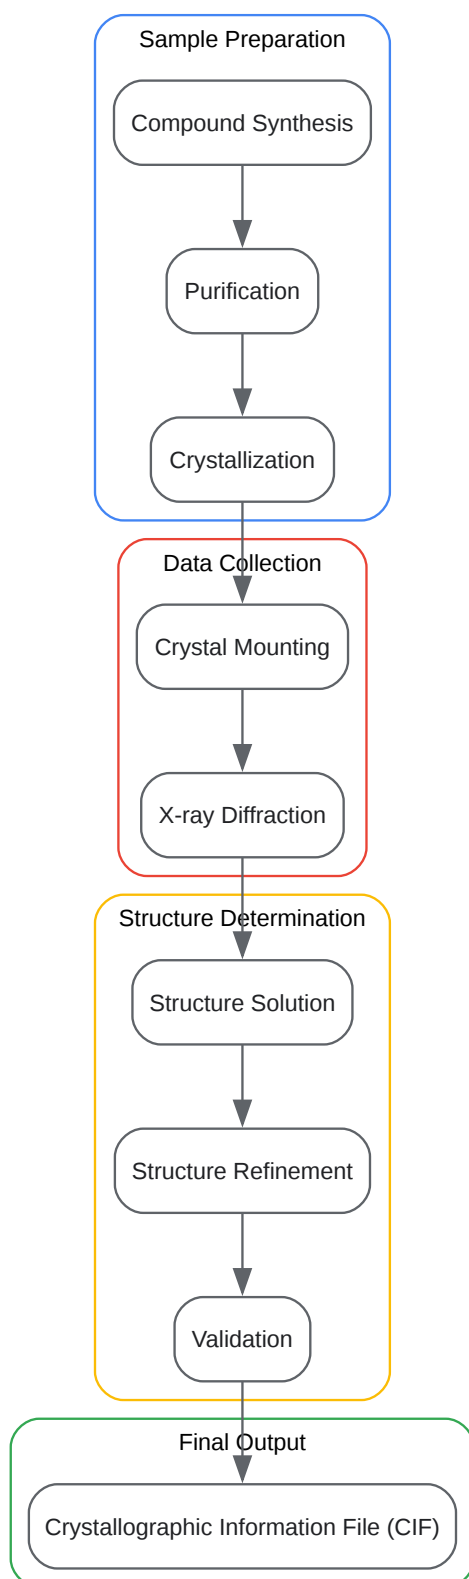 Sample Preparation
Compound Synthesis
Purification
Crystallization
Data Collection
Crystal Mounting
X-ray Diffraction
Structure Determination
Structure Solution
Structure Refinement
Validation
Final Output
Crystallographic Information File (CIF)